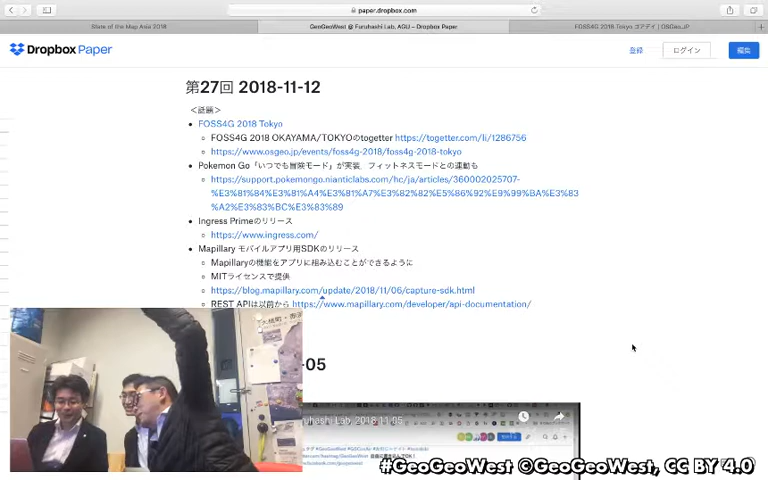 paper.dropbox.com
State of the Map Asia 2018
GeoGeoWest @ Furuhashi Lab, AGU – Dropbox Paper
FOSS4G 2018 Tokyo コアデイ | OSGeo.JP
Dropbox Paper
登録
ログイン
編集
第27回 2018-11-12
＜話題＞
FOSS4G 2018 Tokyo
FOSS4G 2018 OKAYAMA/TOKYOのtogetter https://togetter.com/li/1286756
https://www.osgeo.jp/events/foss4g-2018/foss4g-2018-tokyo
Pokemon Go「いつでも冒険モード」が実装　フィットネスモードとの連動も
https://support.pokemongo.nianticlabs.com/hc/ja/articles/360002025707-
%E3%81%84%E3%81%A4%E3%81%A7%E3%82%82%E5%86%92%E9%99%BA%E3%83
%A2%E3%83%BC%E3%83%89
Ingress Primeのリリース
https://www.ingress.com/
Mapillary モバイルアプリ用SDKのリリース
Mapillaryの機能をアプリに組み込むことができるように
MITライセンスで提供
https://blog.mapillary.com/update/2018/11/06/capture-sdk.html
REST APIは以前から https://www.mapillary.com/developer/api-documentation/
-05
ruhashi Lab, 2018-11-05
#GeoGeoWest ©GeoGeoWest, CC BY 4.0